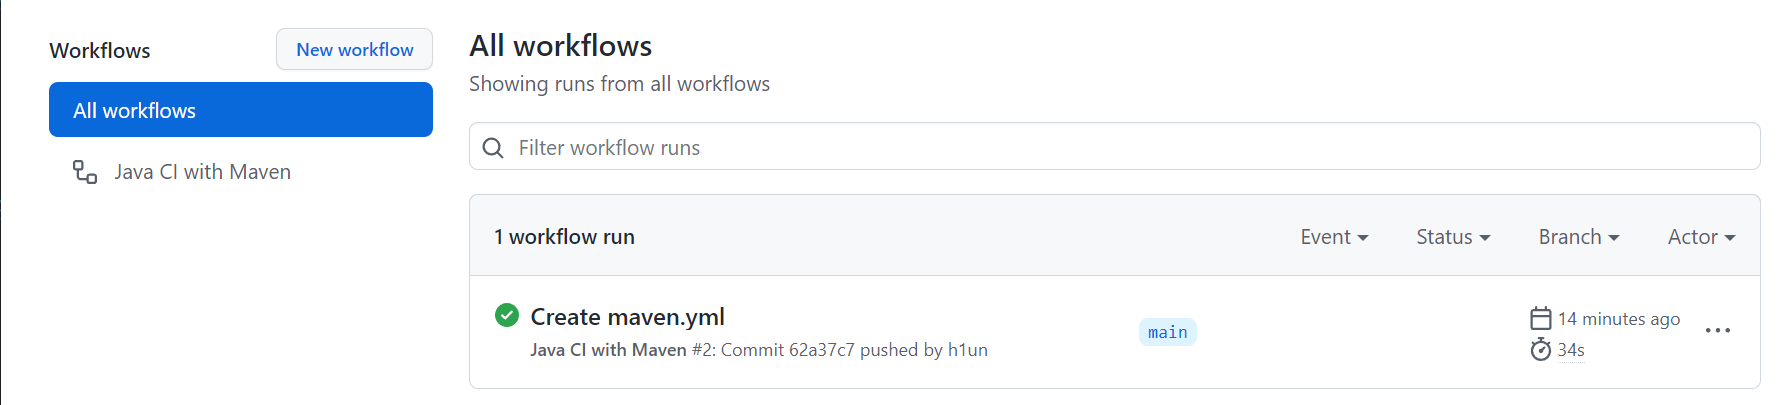 Workflows
New workflow
All workflows
Java CI with Maven
All workflows
Showing runs from all workflows
Filter workflow runs
1 workflow run
Event
Status
Branch
Actor
Create maven.yml
Java CI with Maven #2: Commit 62a37c7 pushed by h1un
main
14 minutes ago
34s